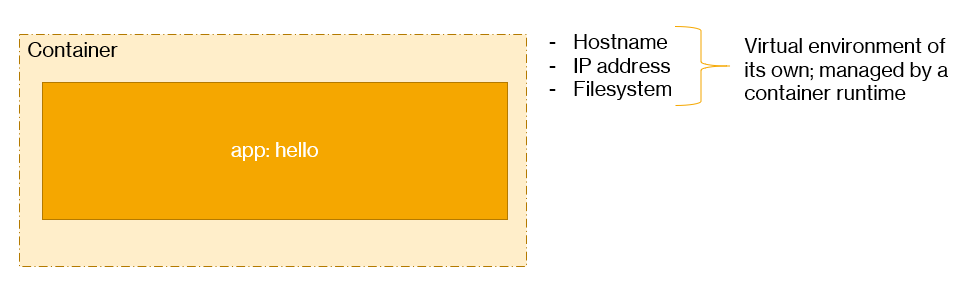 Container
app: hello
- Hostname
- IP address
- Filesystem
Virtual environment of
its own; managed by a
container runtime